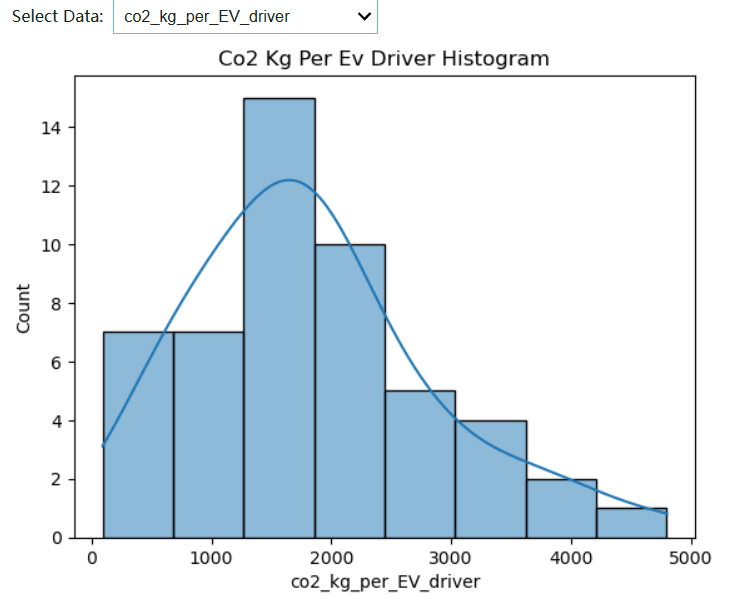 Select Data: co2_kg_per_EV_driver
Co2 Kg Per Ev Driver Histogram
14
12
10
8
6
4
2
0
Count
0 1000 2000 3000 4000 5000
co2_kg_per_EV_driver